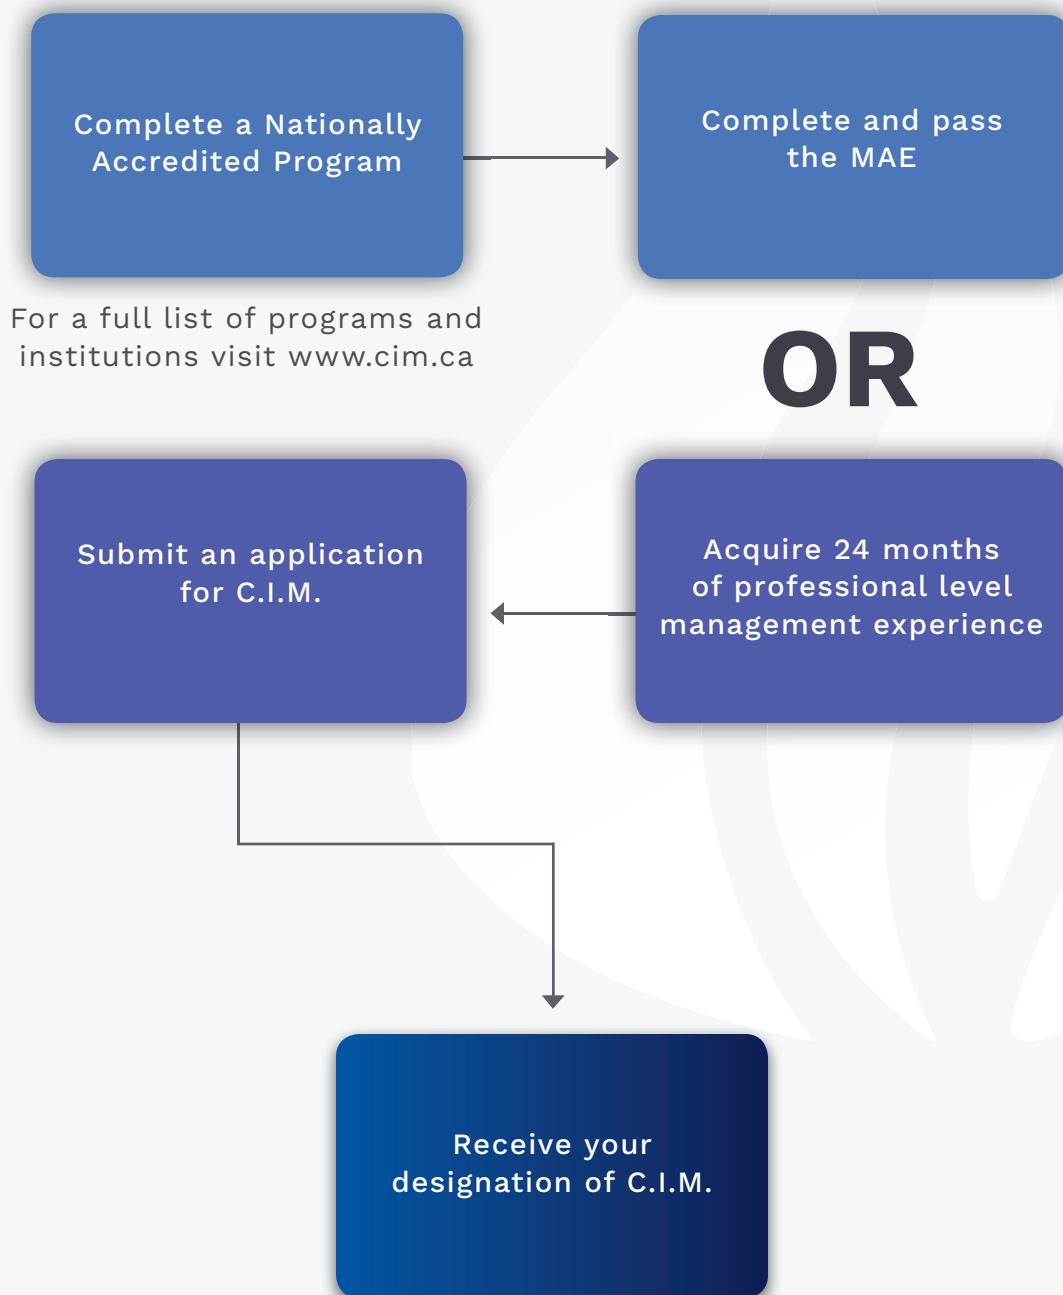 Complete a Nationally
Accredited Program
Complete and pass
the MAE
For a full list of programs and
institutions visit www.cim.ca
OR
Submit an application
for C.I.M.
Acquire 24 months
of professional level
management experience
Receive your
designation of C.I.M.